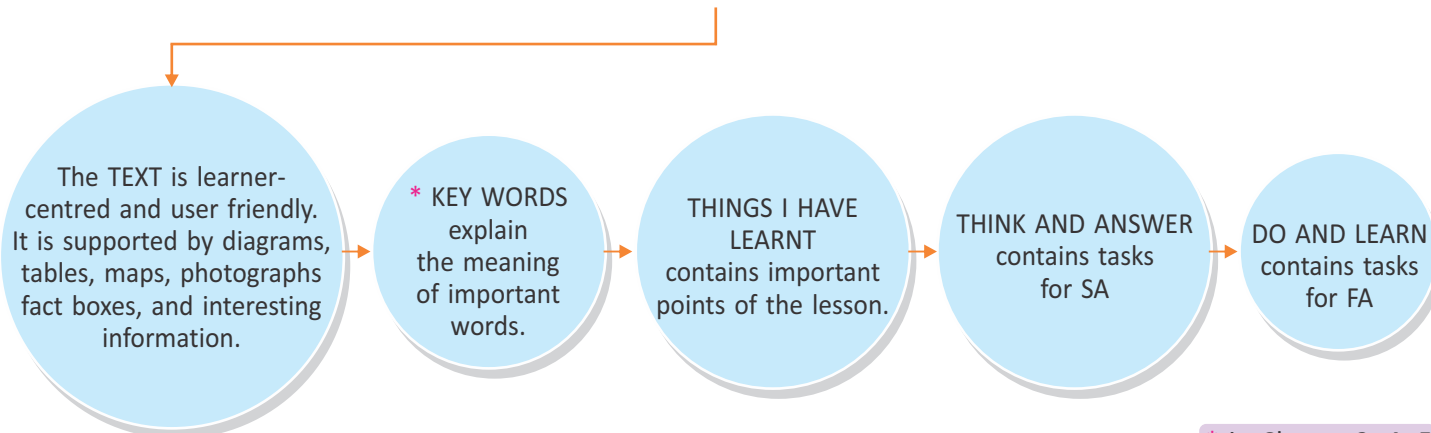 The TEXT is learner-
centred and user friendly.
It is supported by diagrams,
tables, maps, photographs
fact boxes, and interesting
information.
* KEY WORDS
explain
the meaning
of important
words.
THINGS I HAVE
LEARNT
contains important
points of the lesson.
THINK AND ANSWER
contains tasks
for SA
DO AND LEARN
contains tasks
for FA